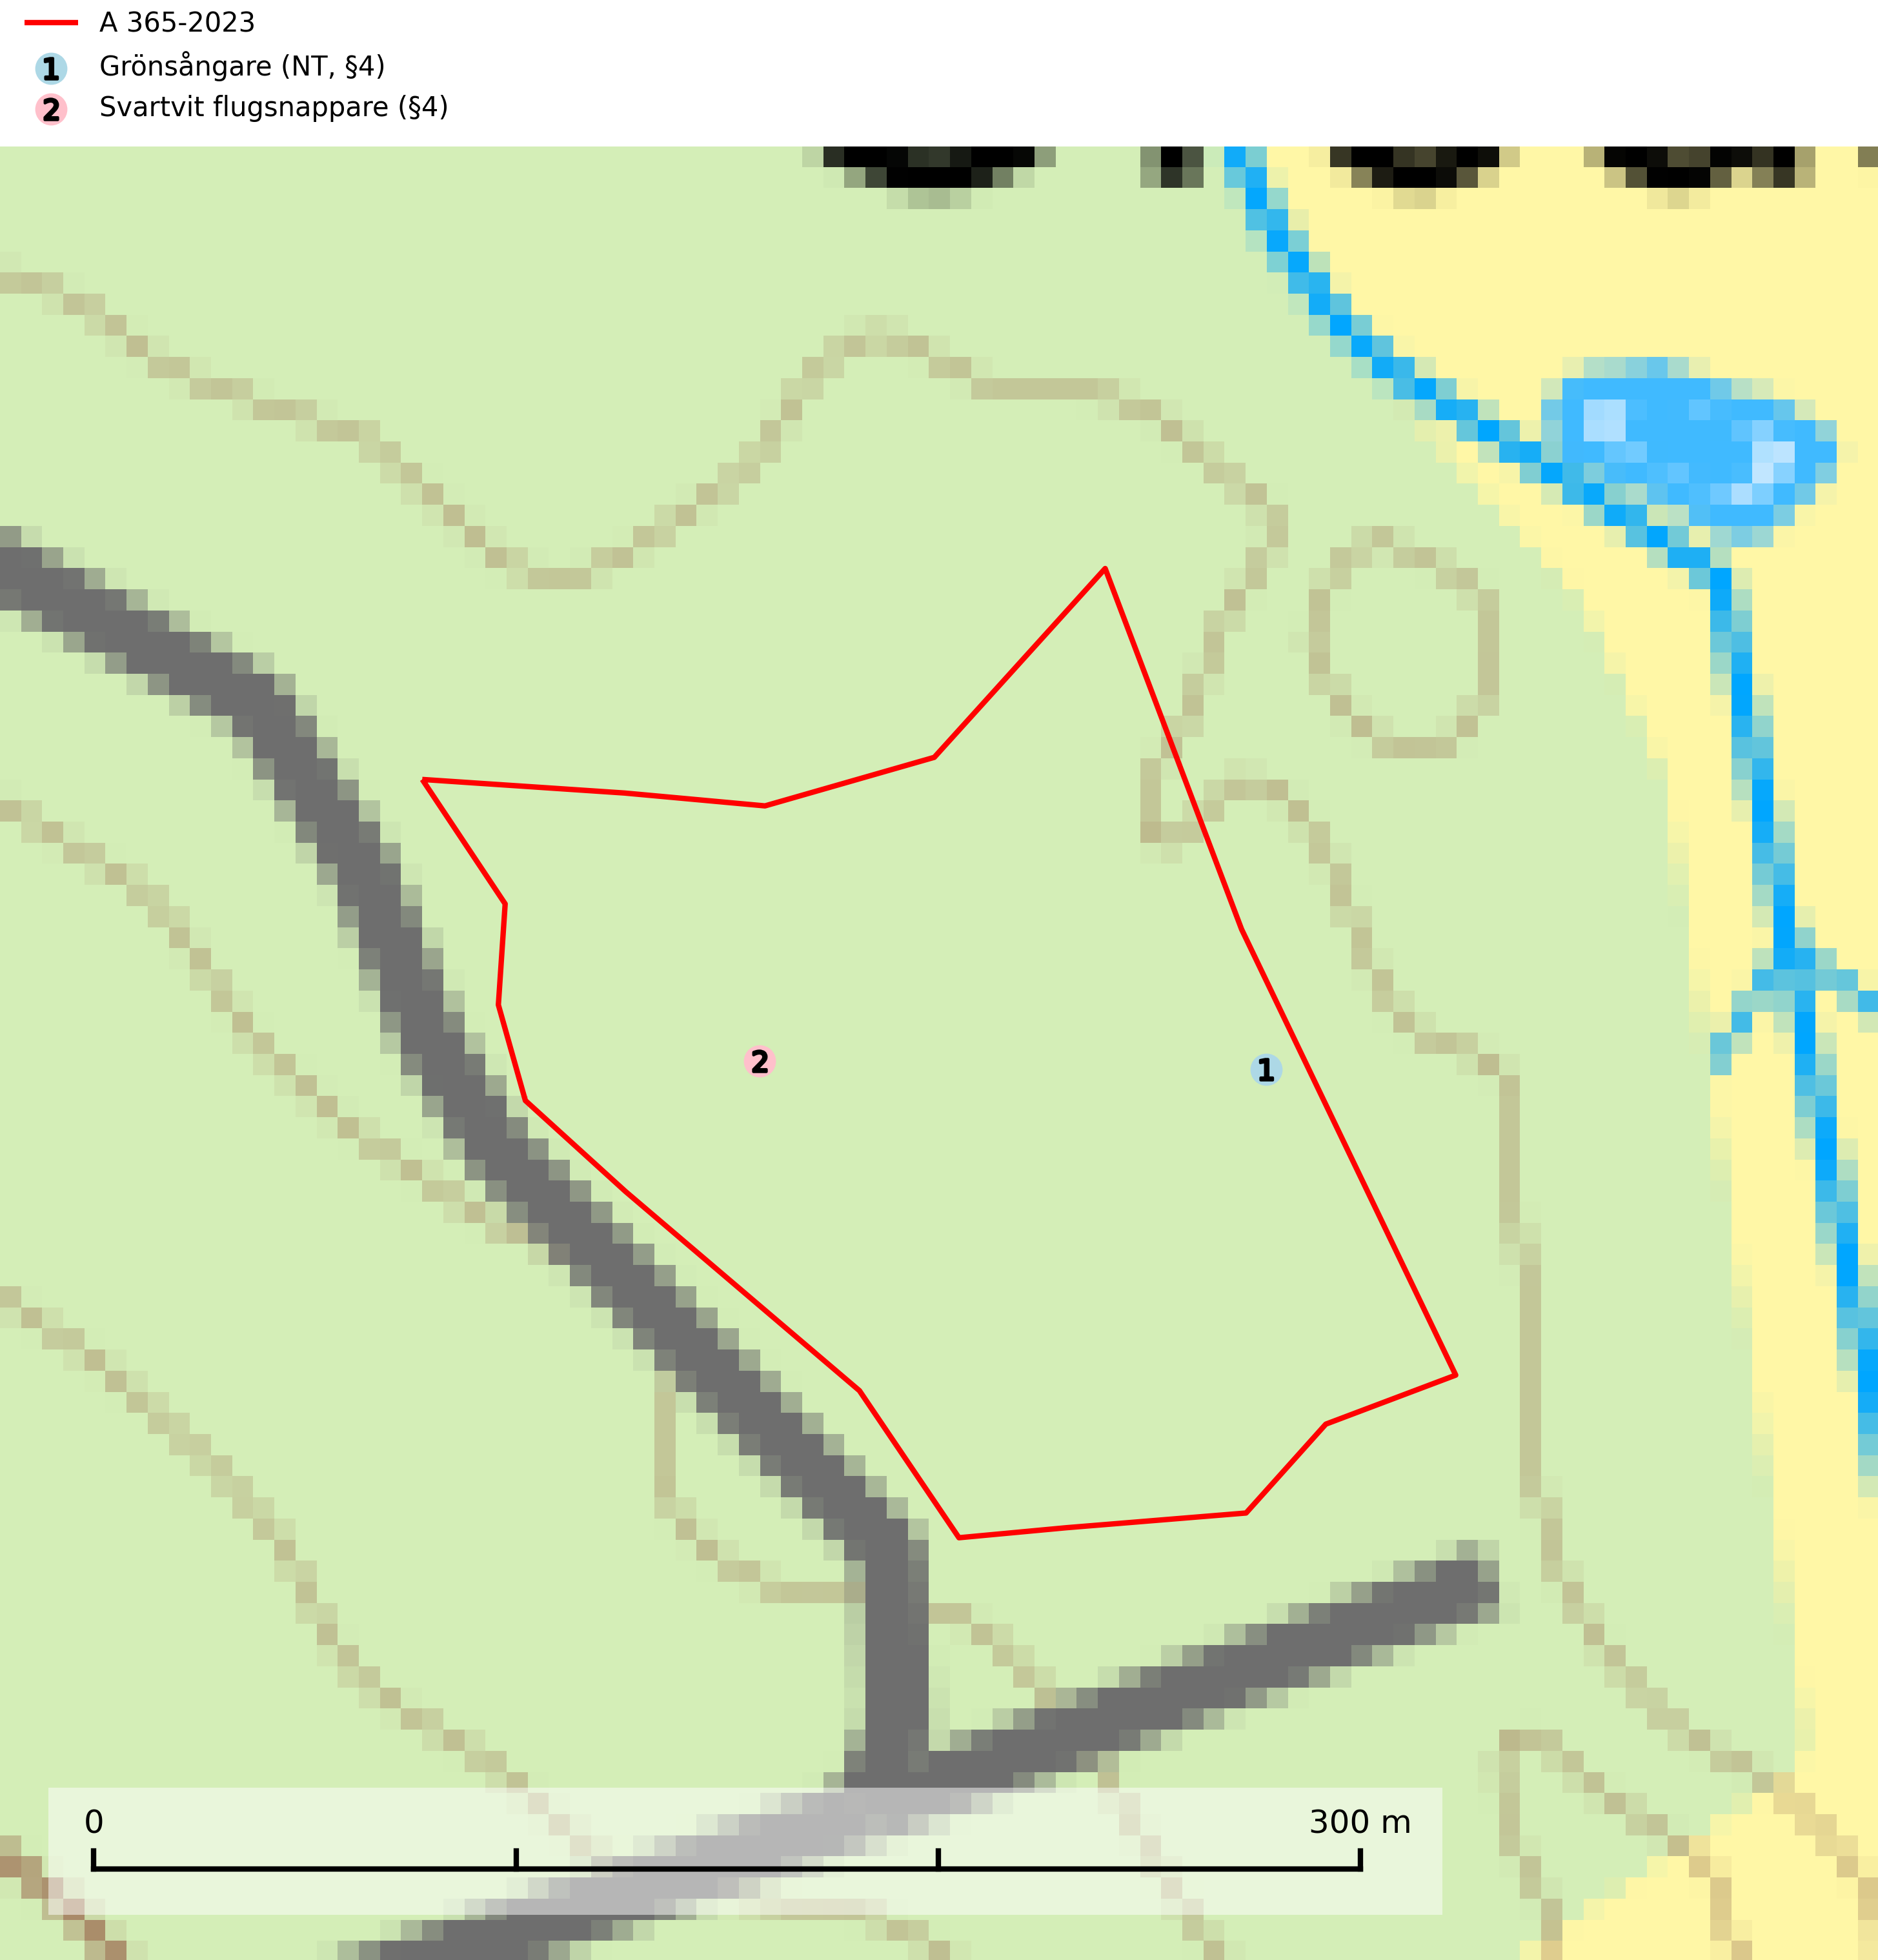 A 365-2023
1 Grönsångare (NT, §4)
2 Svartvit flugsnappare (§4)
2
1
0 300 m